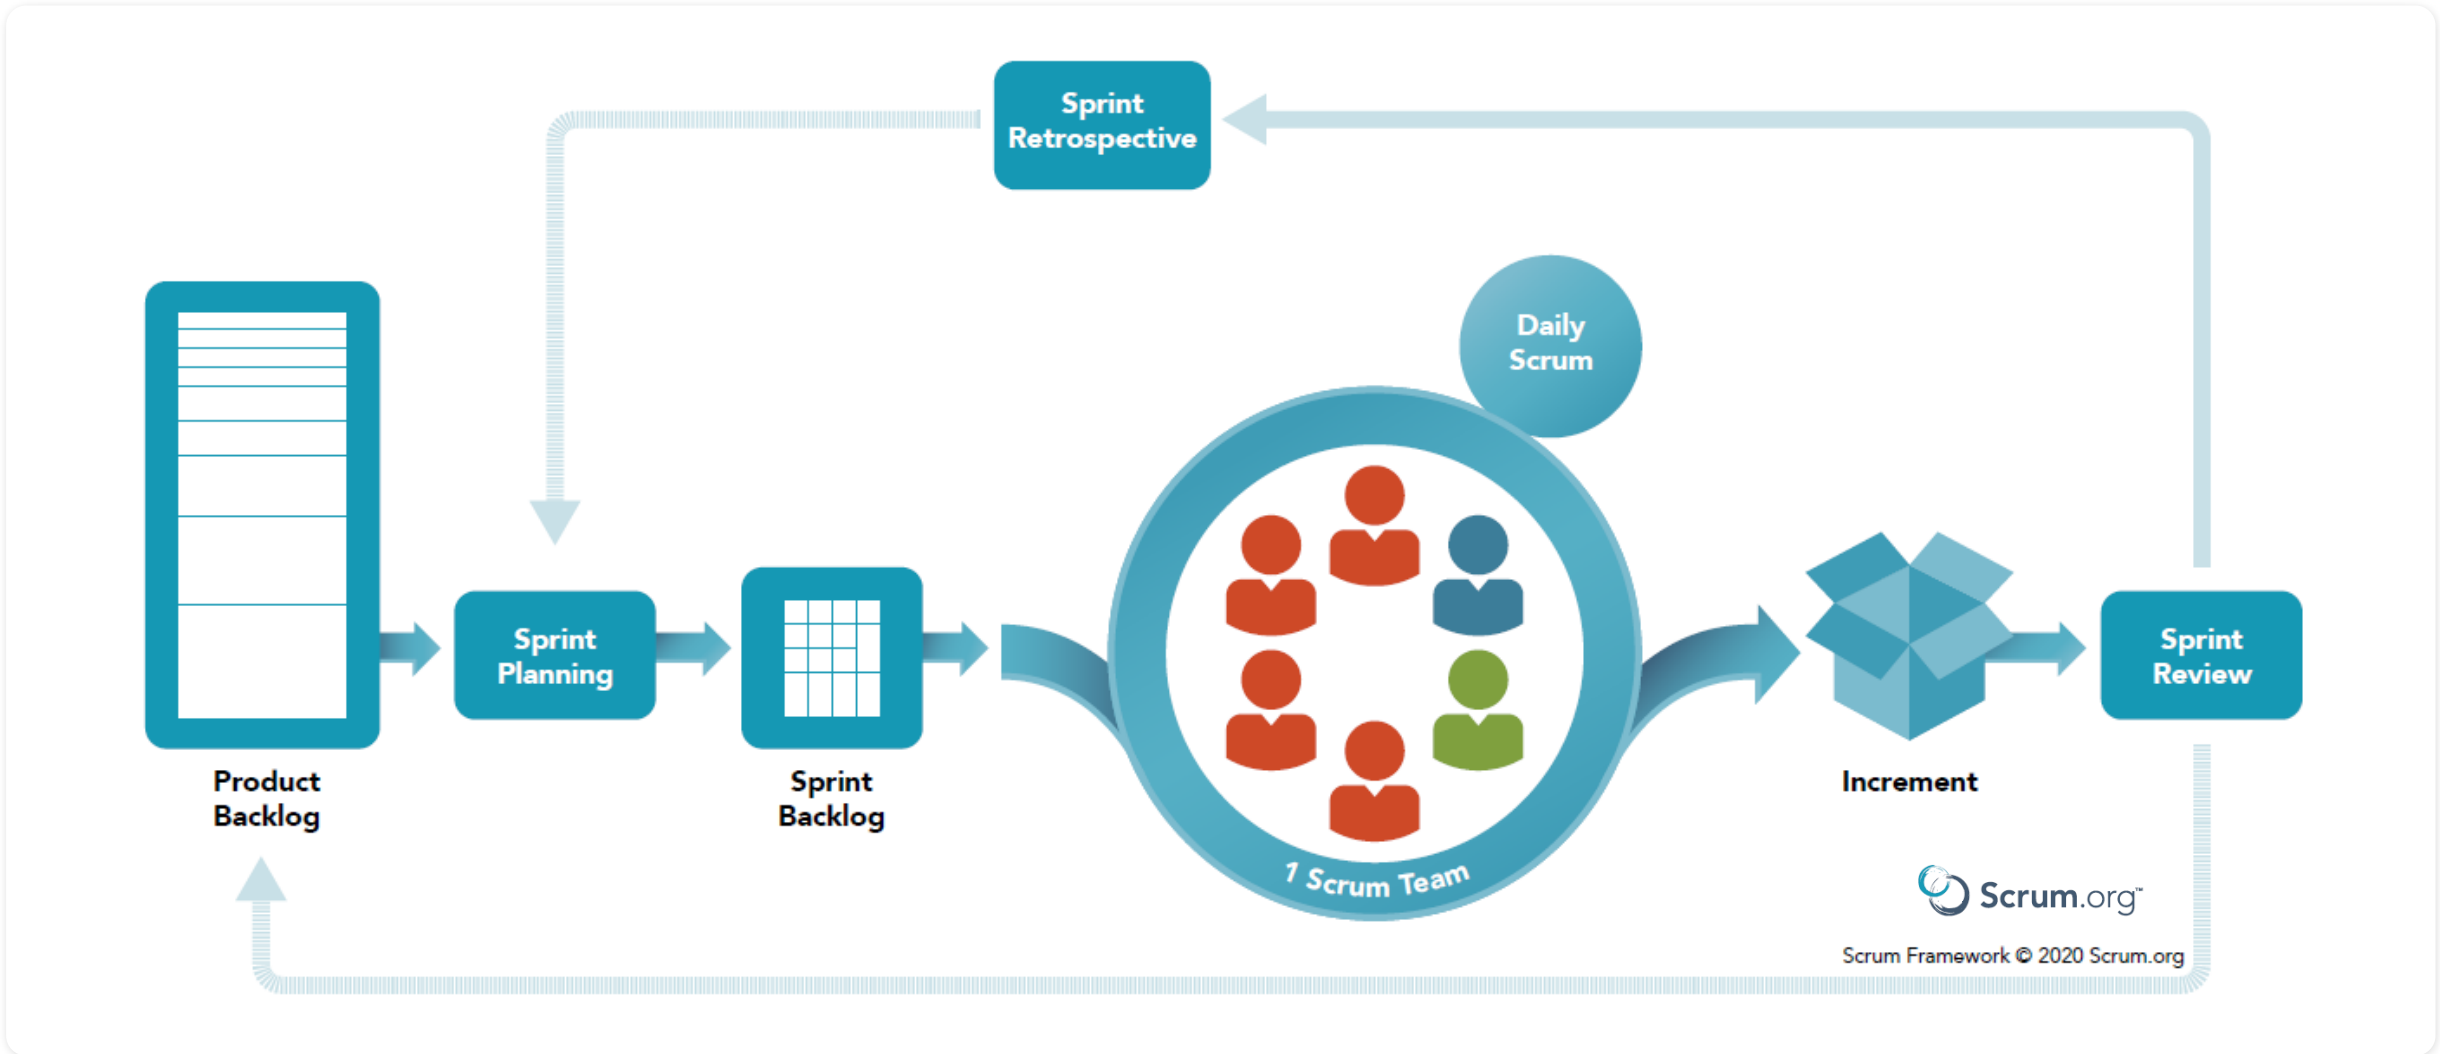 Sprint
Retrospective
Daily
Scrum
Sprint
Planning
Sprint
Review
Product
Backlog
Sprint
Backlog
Increment
1 Scrum Team
Scrum.org™
Scrum Framework © 2020 Scrum.org